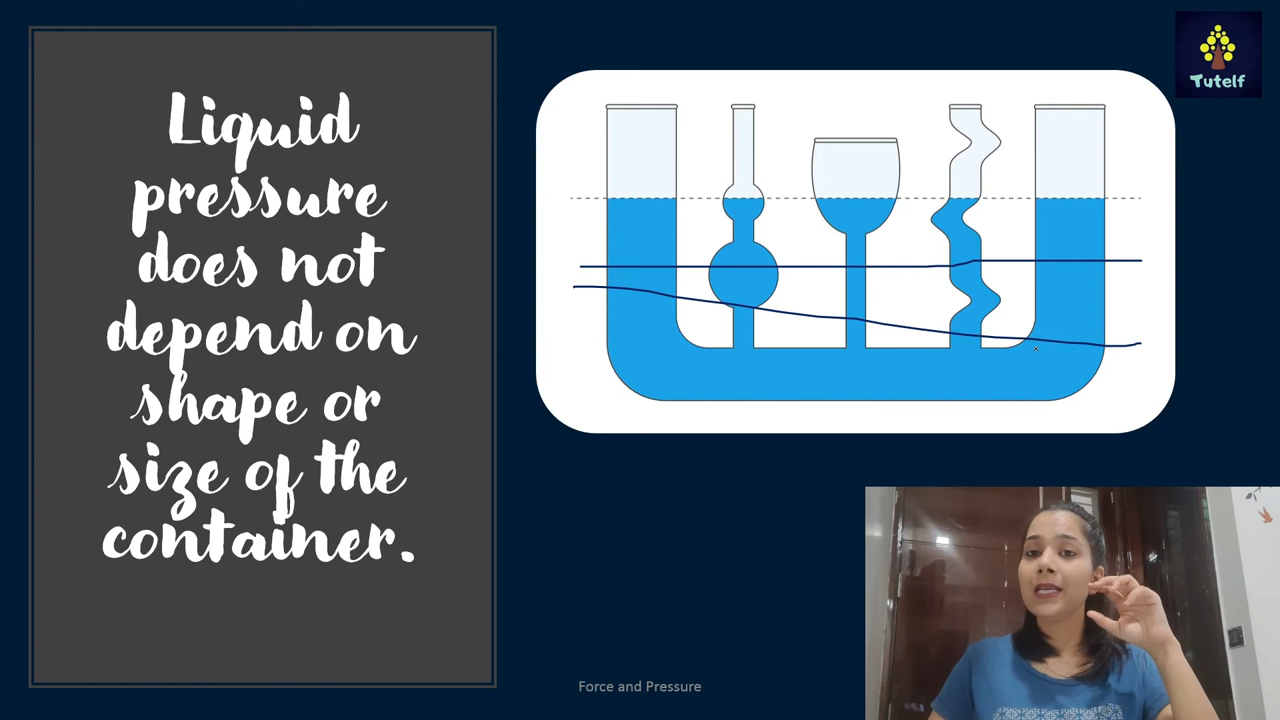 Liquid
pressure
does not
depend on
shape or
size of the
container.
Tutelf
Force and Pressure